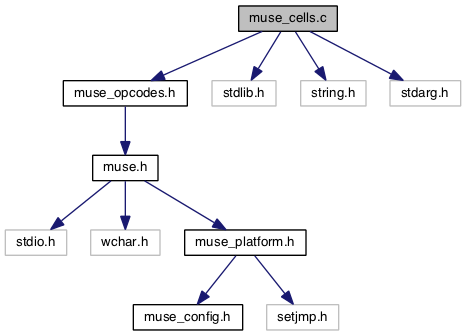 muse_cells.c
muse_opcodes.h
stdlib.h
string.h
stdarg.h
muse.h
stdio.h
wchar.h
muse_platform.h
muse_config.h
setjmp.h